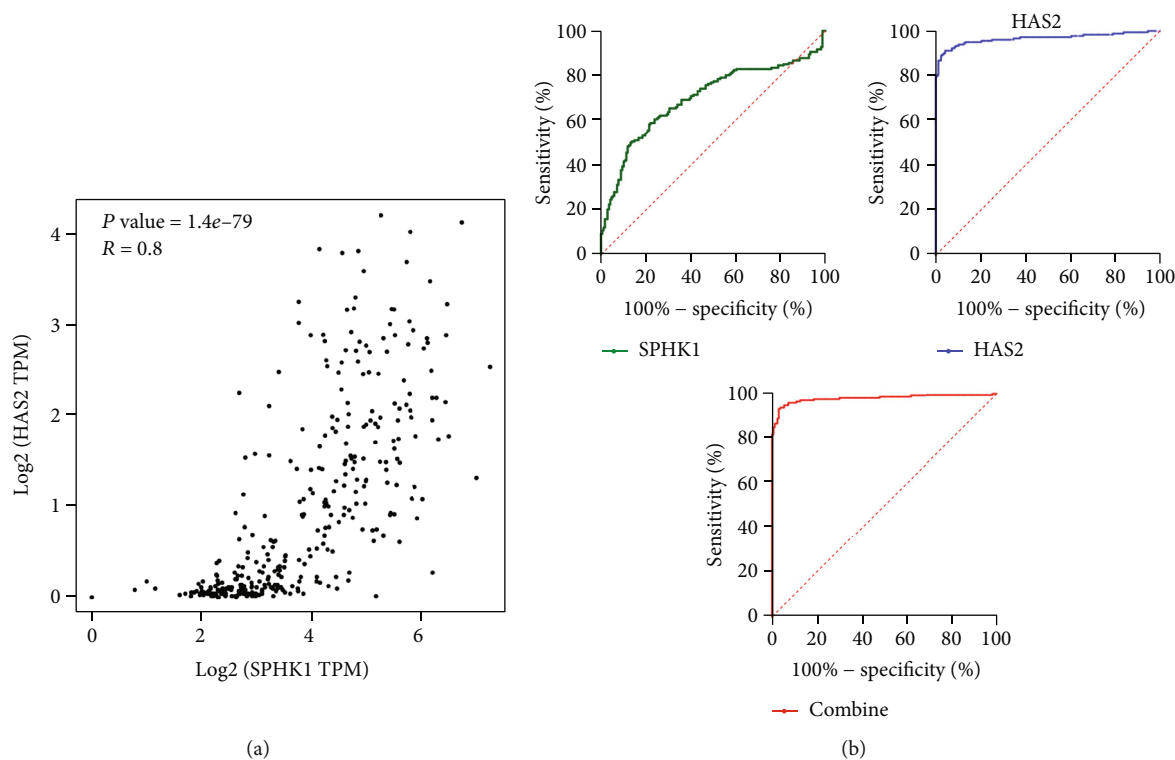 P value = 1.4e–79
R = 0.8
4
3
2
1
0
Log2 (HAS2 TPM)
0 2 4 6
Log2 (SPHK1 TPM)
(a)
100
80
60
40
20
0
Sensitivity (%)
0 20 40 60 80 100
100% – specificity (%)
SPHK1
HAS2
100
80
60
40
20
0
Sensitivity (%)
0 20 40 60 80 100
100% – specificity (%)
HAS2
100
80
60
40
20
0
Sensitivity (%)
0 20 40 60 80 100
100% – specificity (%)
Combine
(b)